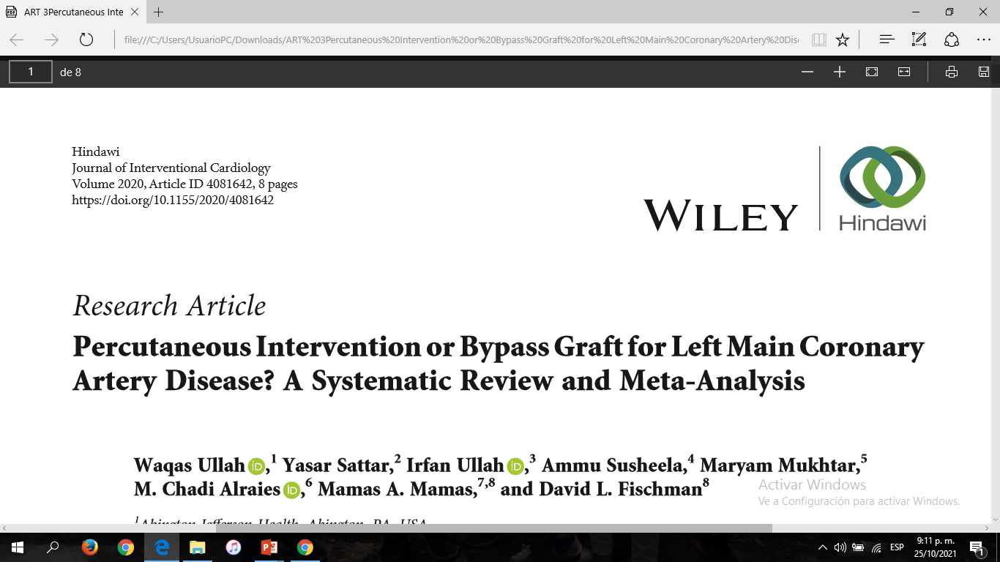 ART 3Percutaneous Inte
file:///C:/Users/UsuarioPC/Downloads/ART%203Percutaneous%20Intervention%20or%20Bypass%20Graft%20for%20Left%20Main%20Coronary%20Artery%20Dis
1 de 8
Hindawi
Journal of Interventional Cardiology
Volume 2020, Article ID 4081642, 8 pages
https://doi.org/10.1155/2020/4081642
WILEY
Hindawi
Research Article
Percutaneous Intervention or Bypass Graft for Left Main Coronary
Artery Disease? A Systematic Review and Meta-Analysis
Waqas Ullah iD,1 Yasar Sattar,2 Irfan Ullah iD,3 Ammu Susheela,4 Maryam Mukhtar,5
M. Chadi Alraies iD,6 Mamas A. Mamas,7,8 and David L. Fischman8
Activar Windows
Ve a Configuración para activar Windows.
1Abington Jefferson Health, Abington, PA, USA
ESP
9:11 p. m.
25/10/2021
1